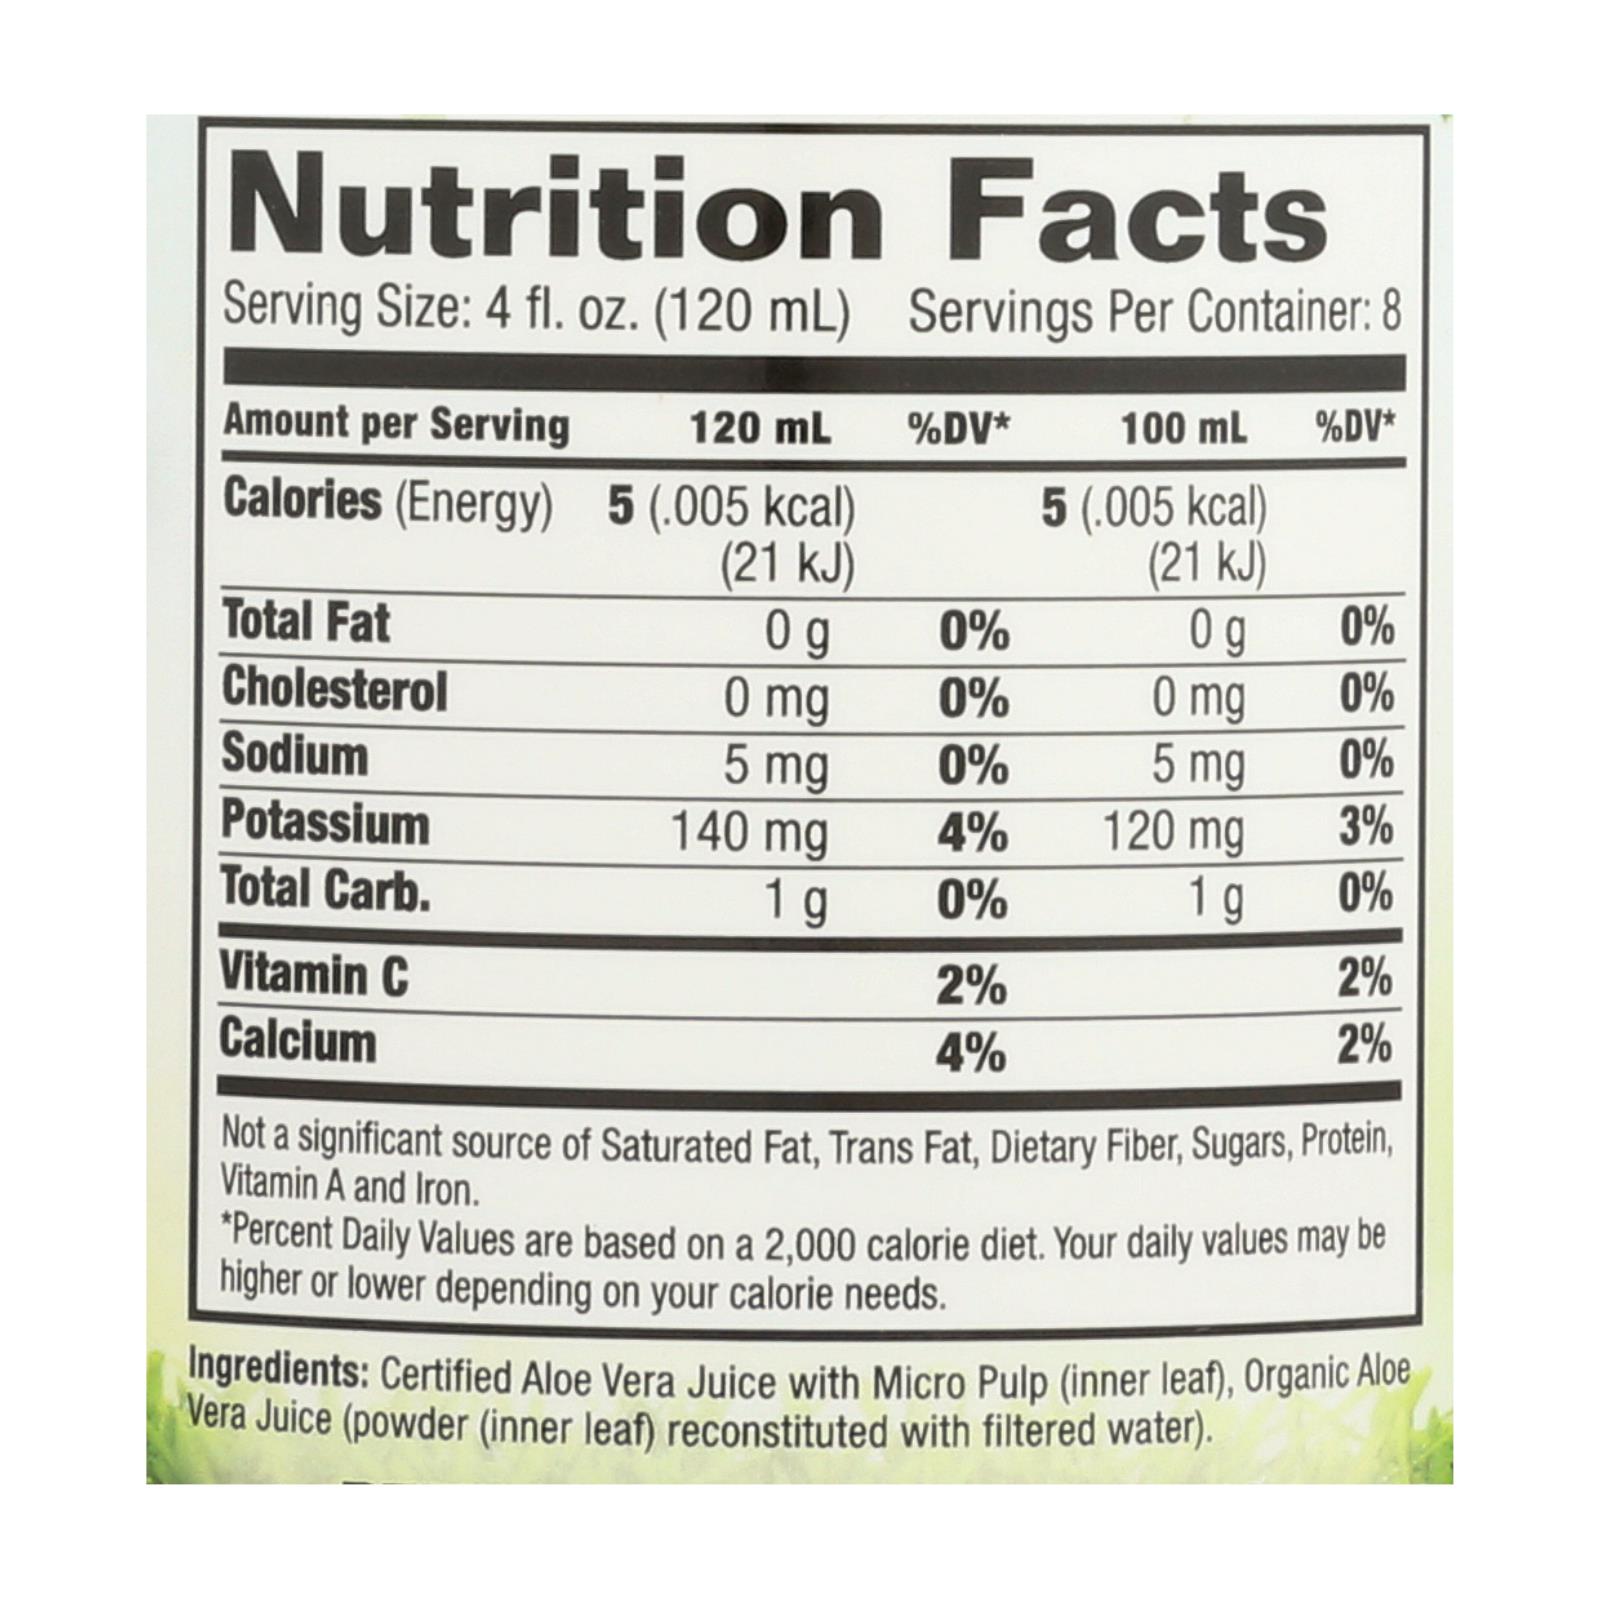 Nutrition Facts
Serving Size: 4 fl. oz. (120 mL) Servings Per Container: 8
Amount per Serving 120 mL %DV* 100 mL %DV*
Calories (Energy) 5 (.005 kcal) 5 (.005 kcal)
(21 kJ) (21 kJ)
Total Fat 0 g 0% 0 g 0%
Cholesterol 0 mg 0% 0 mg 0%
Sodium 5 mg 0% 5 mg 0%
Potassium 140 mg 4% 120 mg 3%
Total Carb. 1 g 0% 1 g 0%
Vitamin C 2% 2%
Calcium 4% 2%
Not a significant source of Saturated Fat, Trans Fat, Dietary Fiber, Sugars, Protein,
Vitamin A and Iron.
*Percent Daily Values are based on a 2,000 calorie diet. Your daily values may be
higher or lower depending on your calorie needs.
Ingredients: Certified Aloe Vera Juice with Micro Pulp (inner leaf), Organic Aloe
Vera Juice (powder (inner leaf) reconstituted with filtered water).